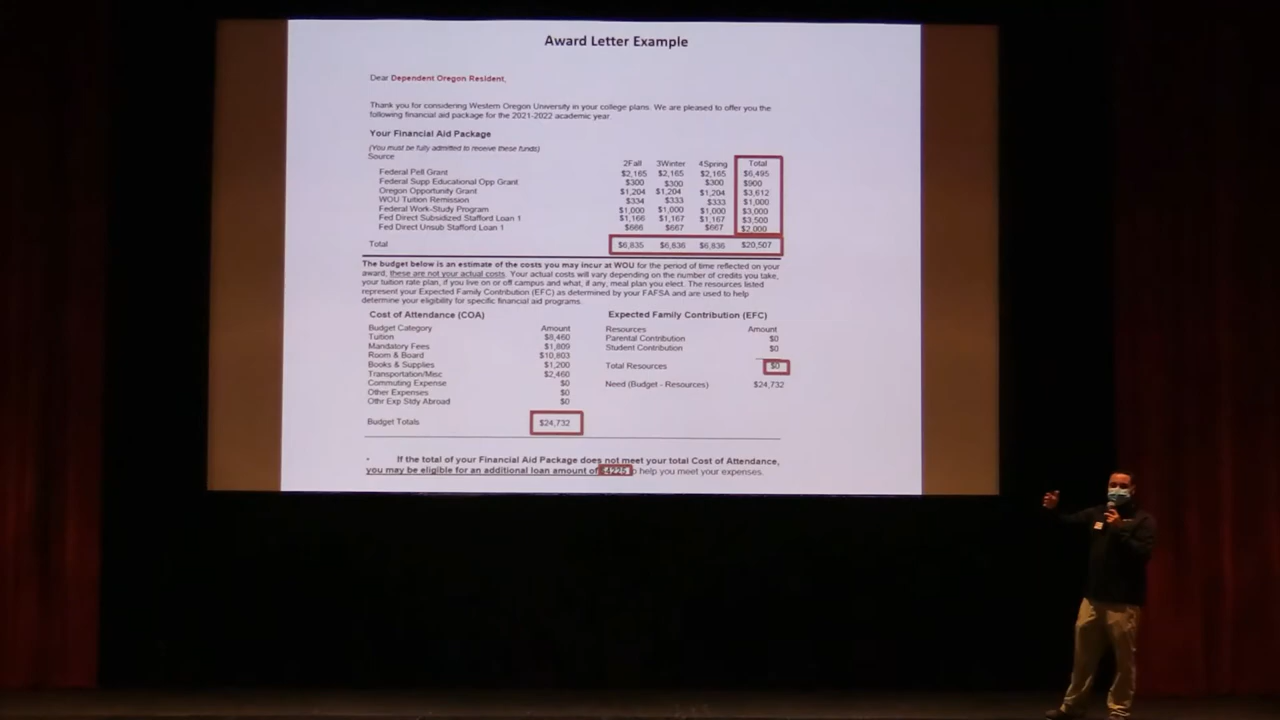 Award Letter Example
Dear Dependent Oregon Resident,
Thank you for considering Western Oregon University in your college plans. We are pleased to offer you the
following financial aid package for the 2021-2022 academic year.
Your Financial Aid Package
(You must be fully admitted to receive these funds)
Source 2Fall 3Winter 4Spring Total
Federal Pell Grant $2,165 $2,165 $2,165 $6,495
Federal Supp Educational Opp Grant $300 $300 $300 $900
Oregon Opportunity Grant $1,204 $1,204 $1,204 $3,612
WOU Tuition Remission $334 $333 $333 $1,000
Federal Work-Study Program $1,000 $1,000 $1,000 $3,000
Fed Direct Subsidized Stafford Loan 1 $1,166 $1,167 $1,167 $3,500
Fed Direct Unsub Stafford Loan 1 $666 $667 $667 $2,000
Total $6,835 $6,836 $6,836 $20,507
The budget below is an estimate of the costs you may incur at WOU for the period of time reflected on your
award, these are not your actual costs. Your actual costs will vary depending on the number of credits you take,
your tuition rate plan, if you live on or off campus and what, if any, meal plan you elect. The resources listed
represent your Expected Family Contribution (EFC) as determined by your FAFSA and are used to help
determine your eligibility for specific financial aid programs.
Cost of Attendance (COA) Expected Family Contribution (EFC)
Budget Category Amount Resources Amount
Tuition $8,460 Parental Contribution $0
Mandatory Fees $1,809 Student Contribution $0
Room & Board $10,803
Books & Supplies $1,200 Total Resources $0
Transportation/Misc $2,460
Commuting Expense $0 Need (Budget - Resources) $24,732
Other Expenses $0
Othr Exp Stdy Abroad $0
Budget Totals $24,732
- If the total of your Financial Aid Package does not meet your total Cost of Attendance,
you may be eligible for an additional loan amount of to help you meet your expenses.